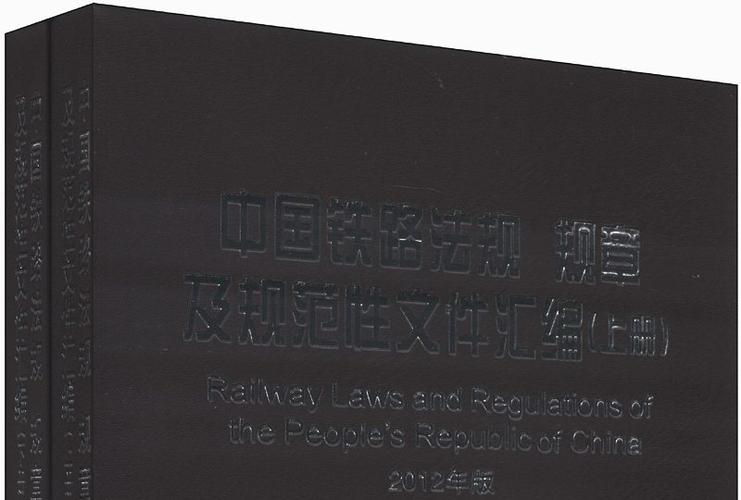 中国铁路法规 规章
及规范性文件汇编(上册)
Railway Laws and Regulations of
the People's Republic of China
2012年版